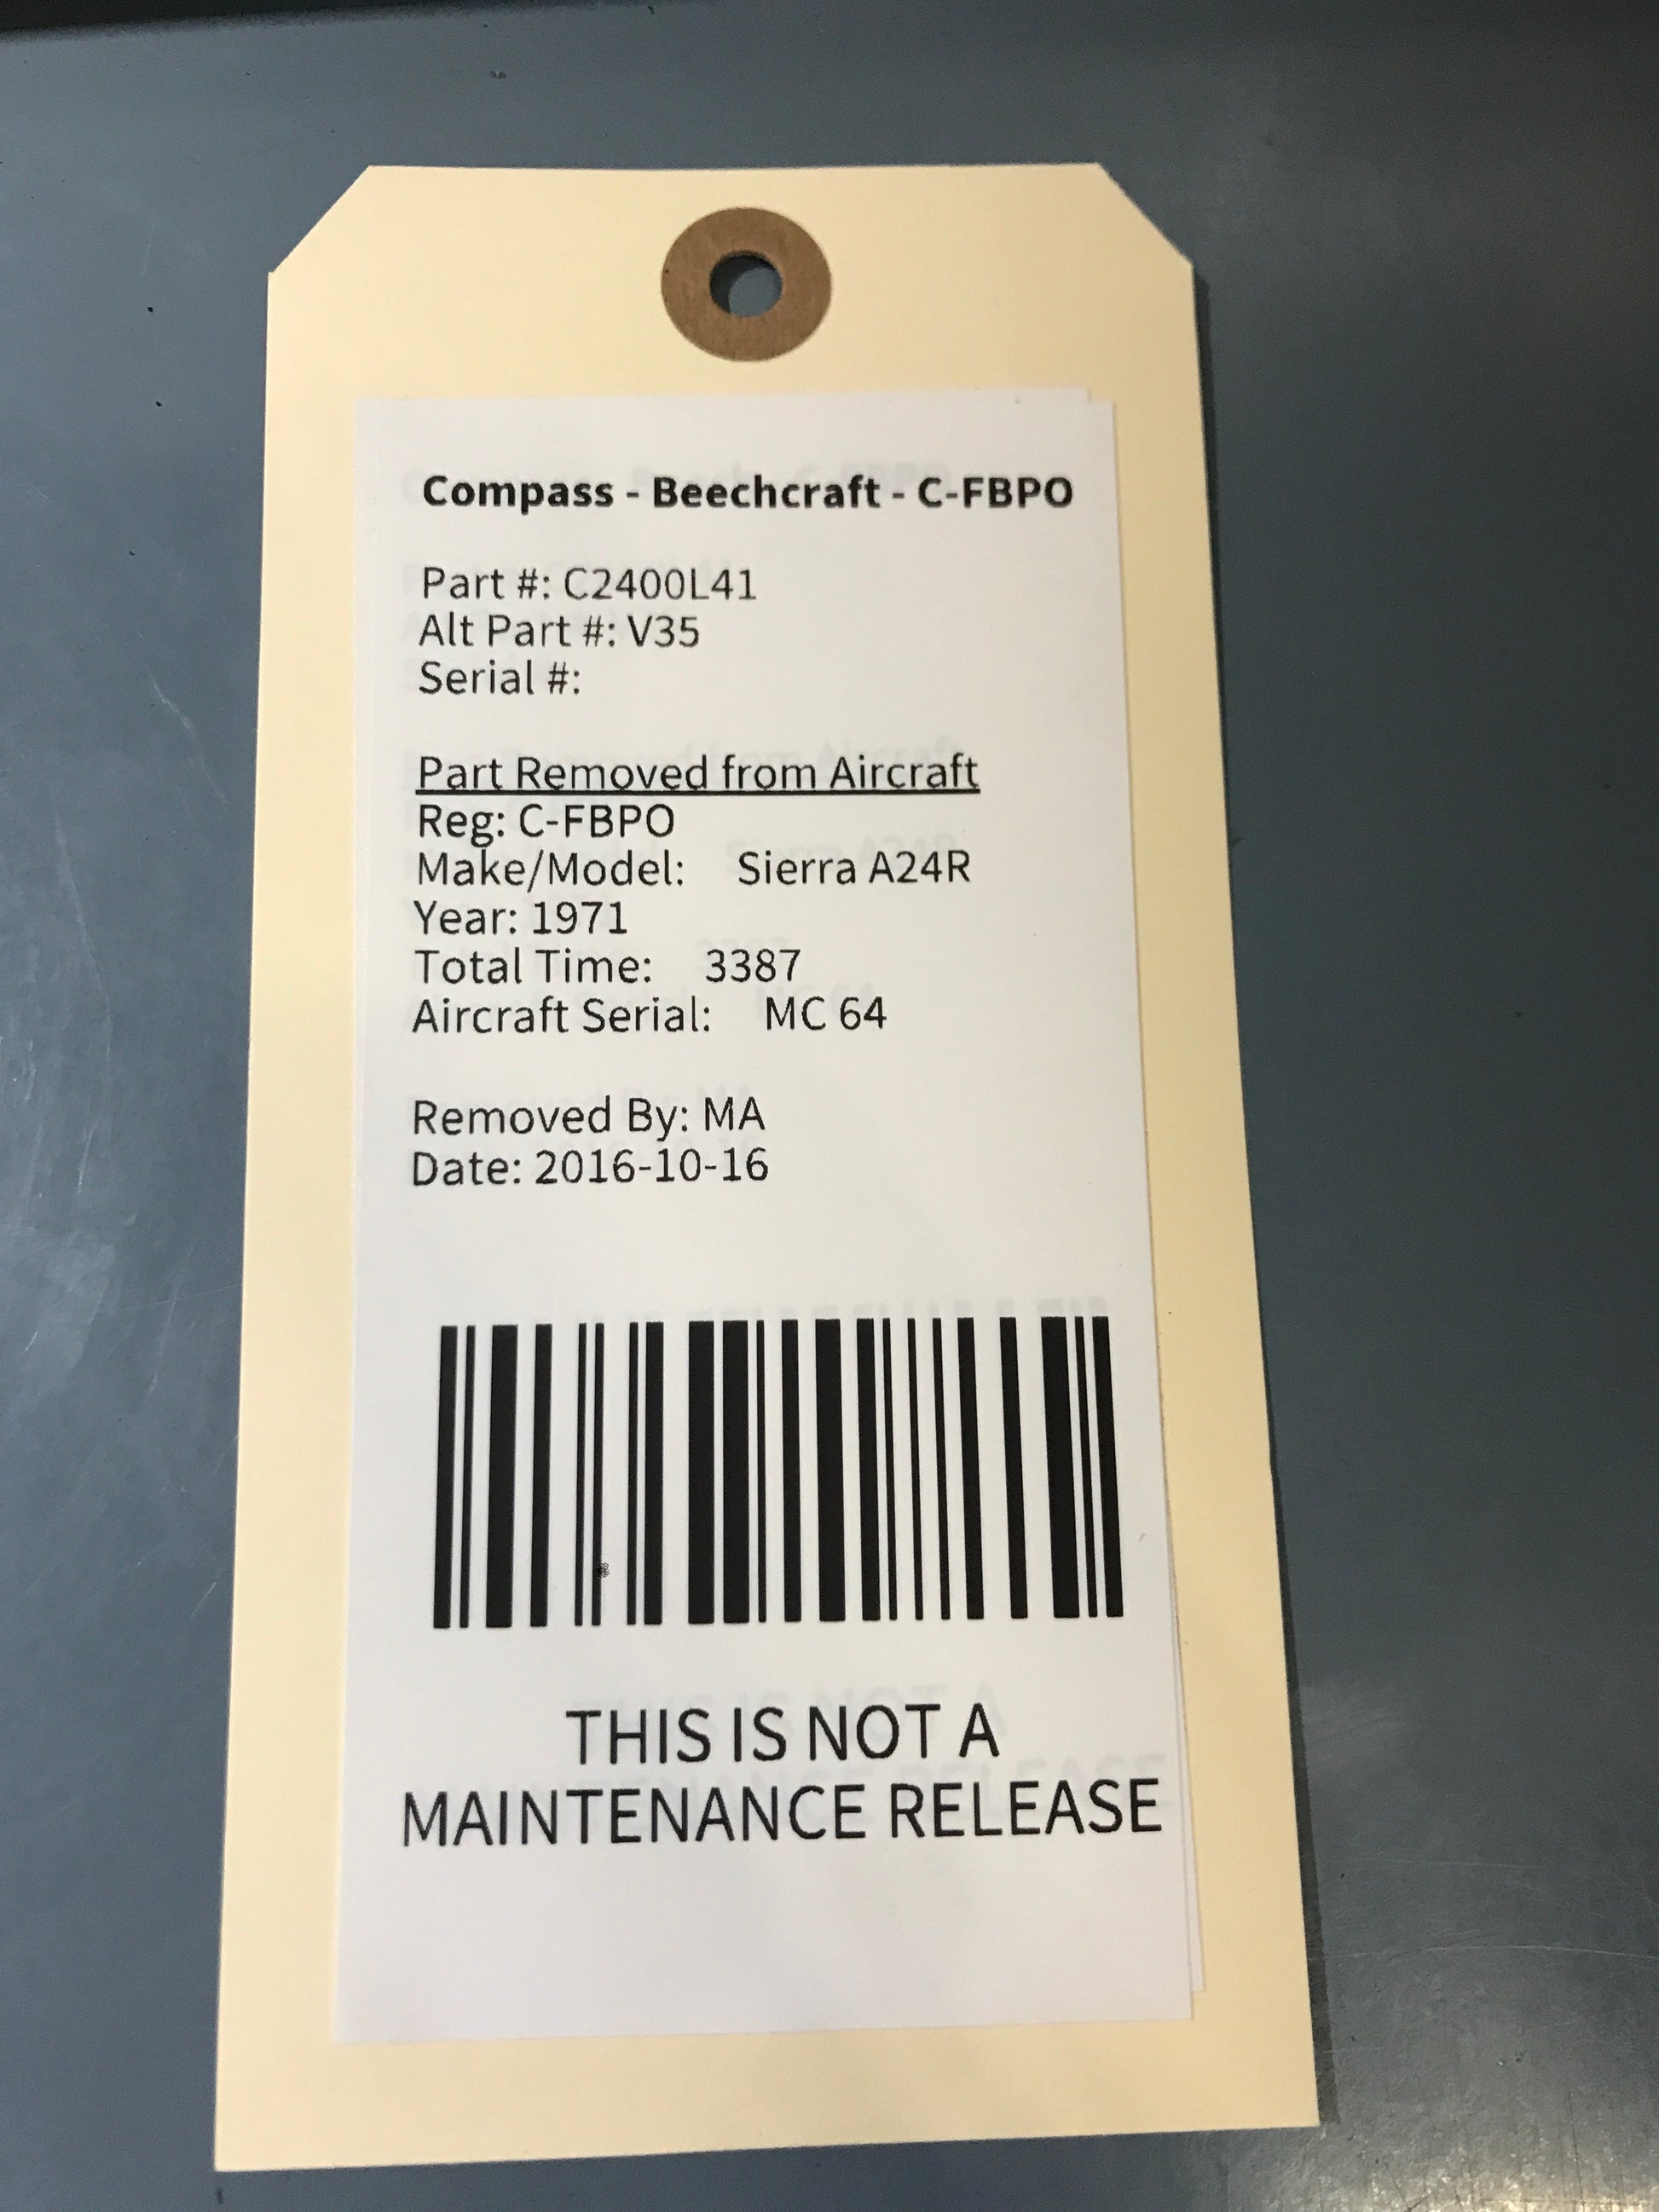 Compass - Beechcraft - C-FBPO
Part #: C2400L41
Alt Part #: V35
Serial #:
Part Removed from Aircraft
Reg: C-FBPO
Make/Model: Sierra A24R
Year: 1971
Total Time: 3387
Aircraft Serial: MC 64
Removed By: MA
Date: 2016-10-16
THIS IS NOT A
MAINTENANCE RELEASE